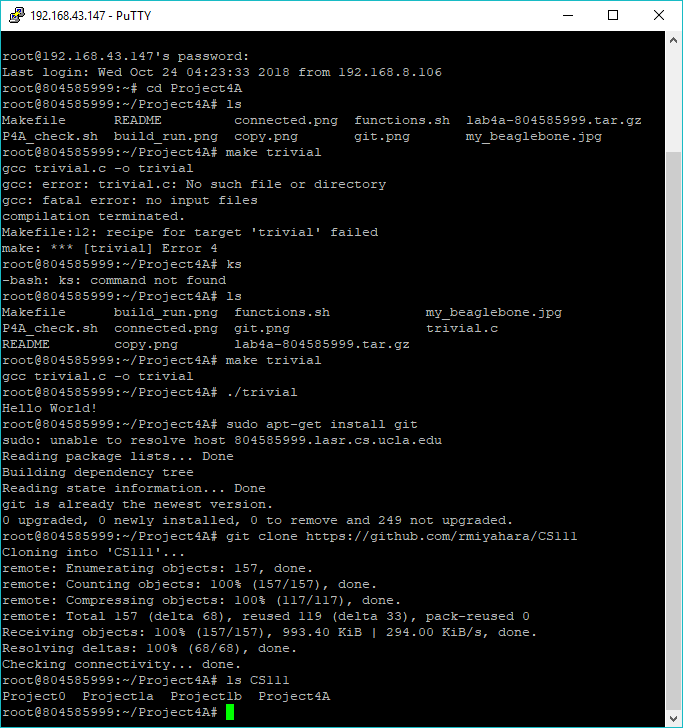 192.168.43.147 - PuTTY
root@192.168.43.147's password:
Last login: Wed Oct 24 04:23:33 2018 from 192.168.8.106
root@804585999:~# cd Project4A
root@804585999:~/Project4A# ls
Makefile      README         connected.png  functions.sh  lab4a-804585999.tar.gz
P4A_check.sh  build_run.png  copy.png       git.png       my_beaglebone.jpg
root@804585999:~/Project4A# make trivial
gcc trivial.c -o trivial
gcc: error: trivial.c: No such file or directory
gcc: fatal error: no input files
compilation terminated.
Makefile:12: recipe for target 'trivial' failed
make: *** [trivial] Error 4
root@804585999:~/Project4A# ks
-bash: ks: command not found
root@804585999:~/Project4A# ls
Makefile      build_run.png  functions.sh            my_beaglebone.jpg
P4A_check.sh  connected.png  git.png                 trivial.c
README        copy.png       lab4a-804585999.tar.gz
root@804585999:~/Project4A# make trivial
gcc trivial.c -o trivial
root@804585999:~/Project4A# ./trivial
Hello World!
root@804585999:~/Project4A# sudo apt-get install git
sudo: unable to resolve host 804585999.lasr.cs.ucla.edu
Reading package lists... Done
Building dependency tree
Reading state information... Done
git is already the newest version.
0 upgraded, 0 newly installed, 0 to remove and 249 not upgraded.
root@804585999:~/Project4A# git clone https://github.com/rmiyahara/CS111
Cloning into 'CS111'...
remote: Enumerating objects: 157, done.
remote: Counting objects: 100% (157/157), done.
remote: Compressing objects: 100% (117/117), done.
remote: Total 157 (delta 68), reused 119 (delta 33), pack-reused 0
Receiving objects: 100% (157/157), 993.40 KiB | 294.00 KiB/s, done.
Resolving deltas: 100% (68/68), done.
Checking connectivity... done.
root@804585999:~/Project4A# ls CS111
Project0  Project1a  Project1b  Project4A
root@804585999:~/Project4A#